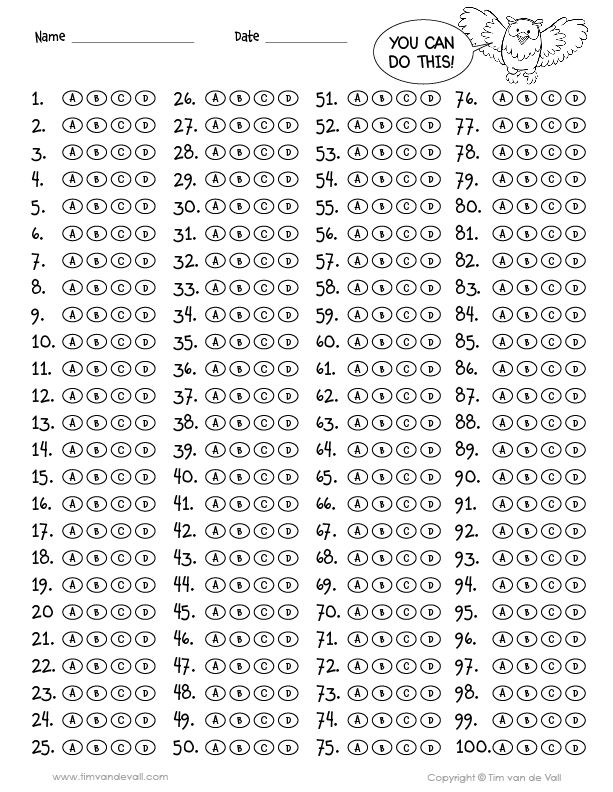 Name Date
YOU CAN
DO THIS!
1. A B C D 26. A B C D 51. A B C D 76. A B C D
2. A B C D 27. A B C D 52. A B C D 77. A B C D
3. A B C D 28. A B C D 53. A B C D 78. A B C D
4. A B C D 29. A B C D 54. A B C D 79. A B C D
5. A B C D 30. A B C D 55. A B C D 80. A B C D
6. A B C D 31. A B C D 56. A B C D 81. A B C D
7. A B C D 32. A B C D 57. A B C D 82. A B C D
8. A B C D 33. A B C D 58. A B C D 83. A B C D
9. A B C D 34. A B C D 59. A B C D 84. A B C D
10. A B C D 35. A B C D 60. A B C D 85. A B C D
11. A B C D 36. A B C D 61. A B C D 86. A B C D
12. A B C D 37. A B C D 62. A B C D 87. A B C D
13. A B C D 38. A B C D 63. A B C D 88. A B C D
14. A B C D 39. A B C D 64. A B C D 89. A B C D
15. A B C D 40. A B C D 65. A B C D 90. A B C D
16. A B C D 41. A B C D 66. A B C D 91. A B C D
17. A B C D 42. A B C D 67. A B C D 92. A B C D
18. A B C D 43. A B C D 68. A B C D 93. A B C D
19. A B C D 44. A B C D 69. A B C D 94. A B C D
20 A B C D 45. A B C D 70. A B C D 95. A B C D
21. A B C D 46. A B C D 71. A B C D 96. A B C D
22. A B C D 47. A B C D 72. A B C D 97. A B C D
23. A B C D 48. A B C D 73. A B C D 98. A B C D
24. A B C D 49. A B C D 74. A B C D 99. A B C D
25. A B C D 50. A B C D 75. A B C D 100. A B C D
www.timvandevall.com Copyright © Tim van de Vall